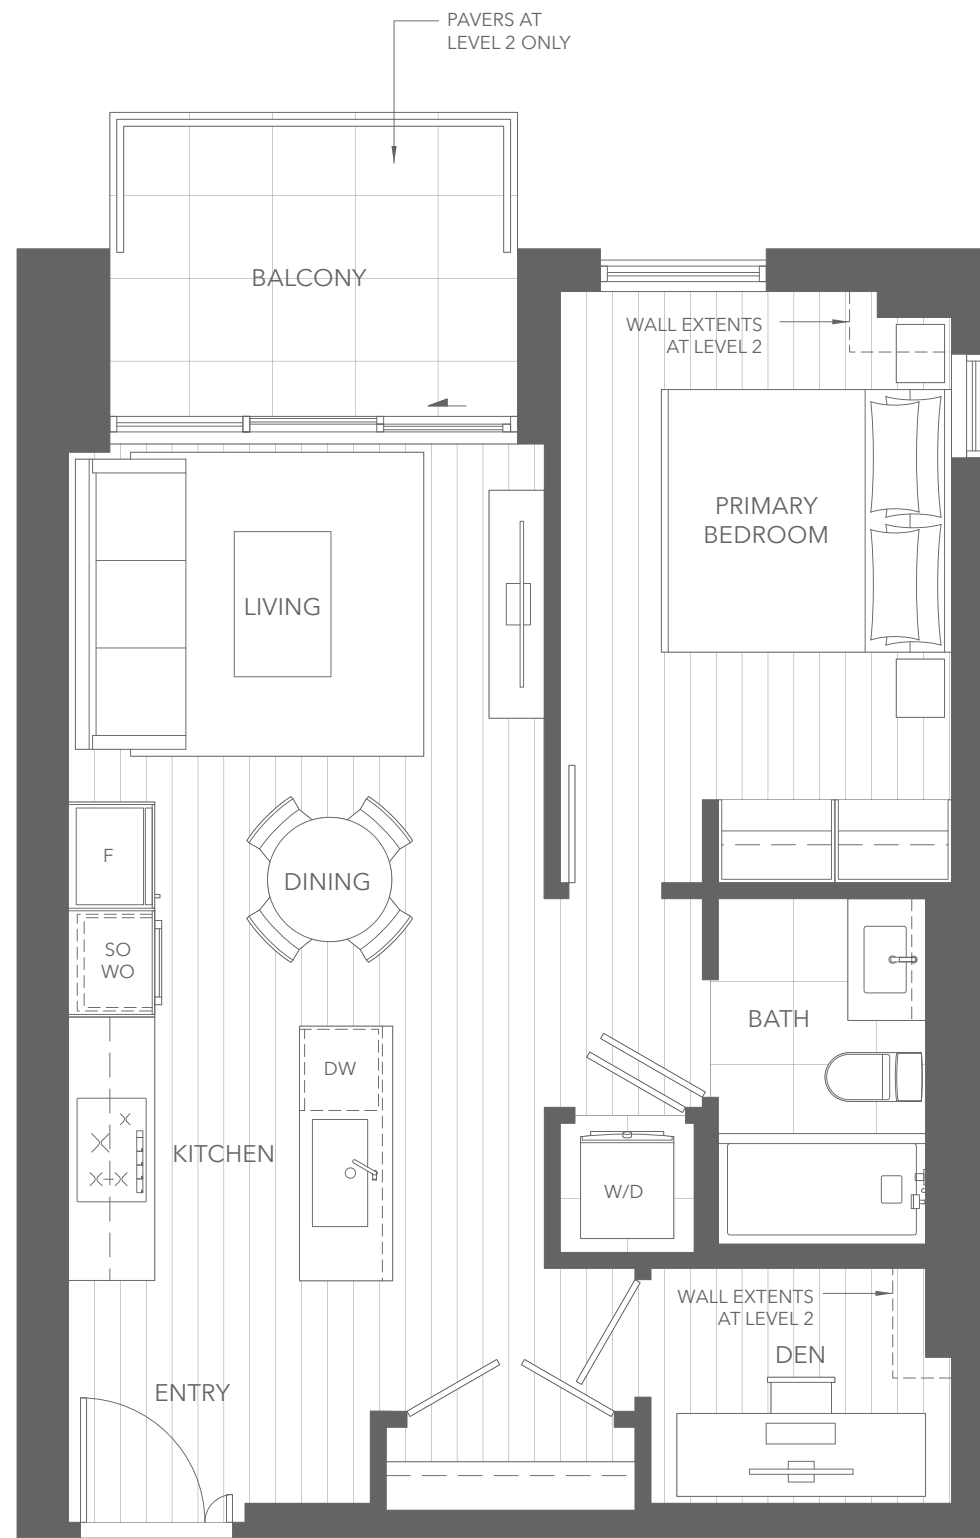 PAVERS AT
LEVEL 2 ONLY
BALCONY
WALL EXTENTS
AT LEVEL 2
PRIMARY
BEDROOM
LIVING
F
DINING
SO
WO
BATH
DW
KITCHEN
W/D
WALL EXTENTS
AT LEVEL 2
DEN
ENTRY